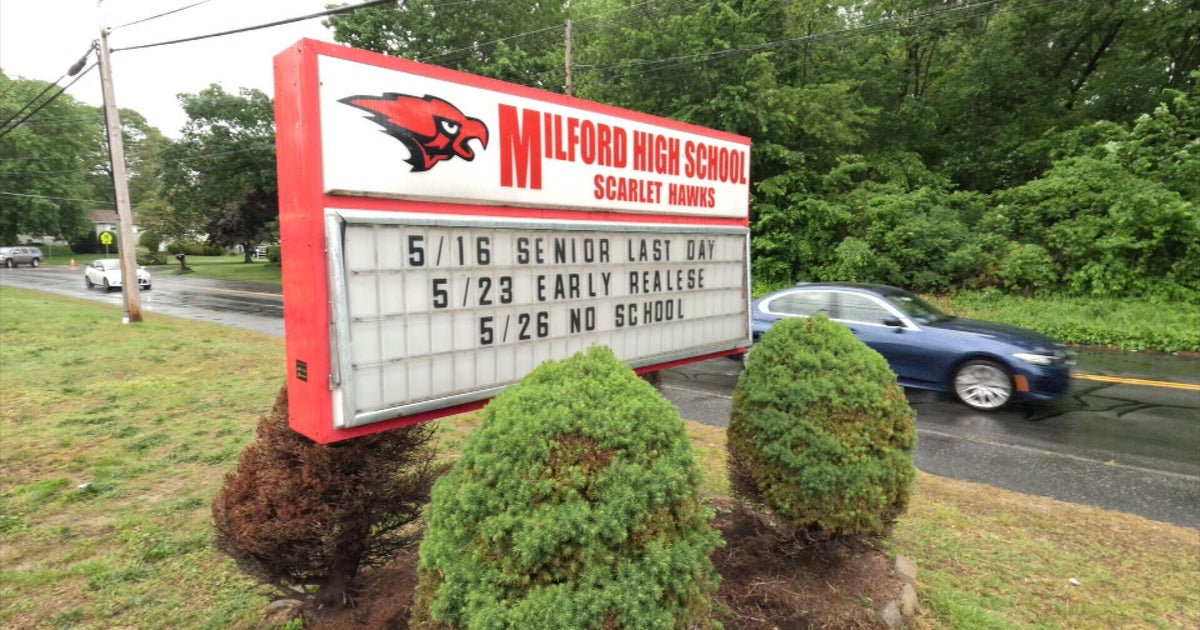 MILFORD HIGH SCHOOL
SCARLET HAWKS
5/16 SENIOR LAST DAY
5/23 EARLY REALESE
5/26 NO SCHOOL